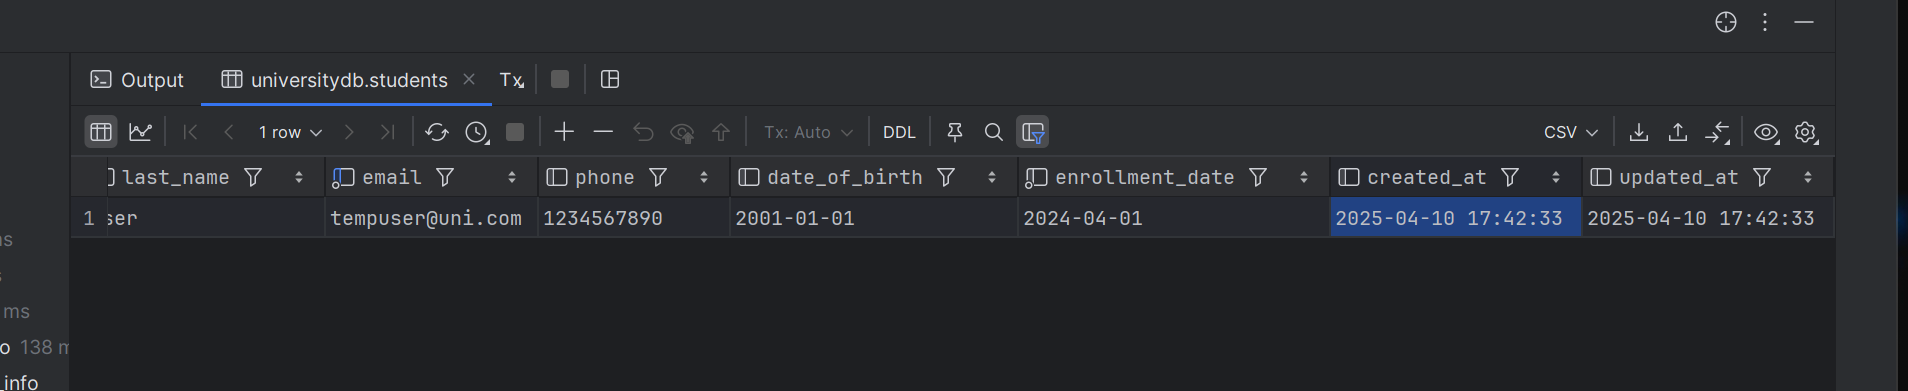 Output universitydb.students Tx
1 row Tx: Auto DDL CSV
last_name email phone date_of_birth enrollment_date created_at updated_at
1 ser tempuser@uni.com 1234567890 2001-01-01 2024-04-01 2025-04-10 17:42:33 2025-04-10 17:42:33
ms
s
ms
o 138 m
_info